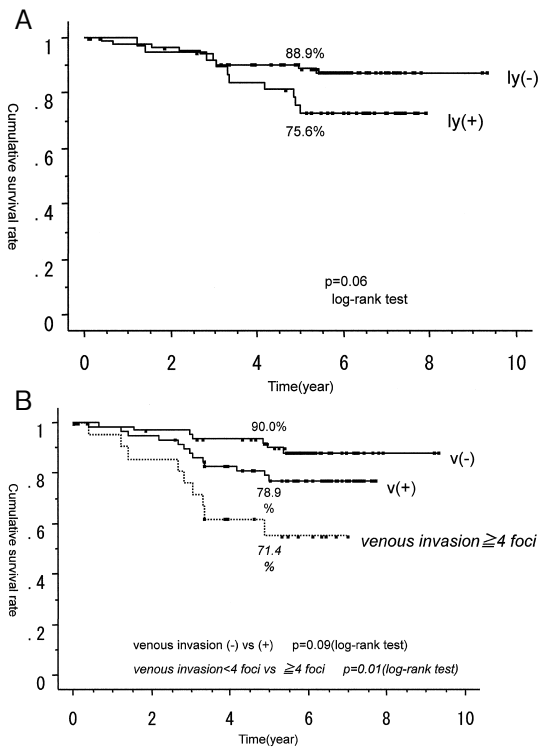 A
1
.8
.6
.4
.2
0
Cumulative survival rate
88.9%
ly(-)
ly(+)
75.6%
p=0.06
log-rank test
0 2 4 6 8 10
Time(year)
B
1
.8
.6
.4
.2
0
Cumulative survival rate
90.0%
v(-)
v(+)
78.9
%
venous invasion≧4 foci
71.4
%
venous invasion (-) vs (+) p=0.09(log-rank test)
venous invasion<4 foci vs ≧4 foci p=0.01(log-rank test)
0 2 4 6 8 10
Time(year)